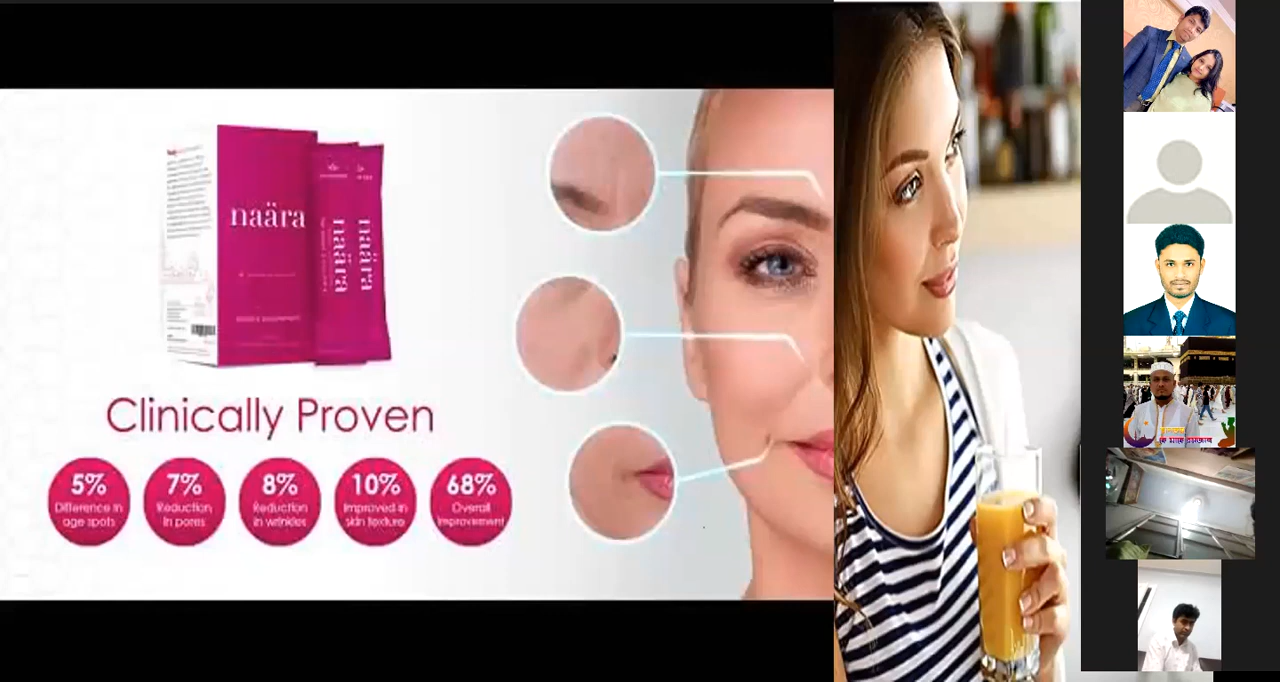 naära
naära
naära
Clinically Proven
5%
Difference in
age spots
7%
Reduction
in pores
8%
Reduction
in wrinkles
10%
Improved in
skin texture
68%
Overall
Improvement